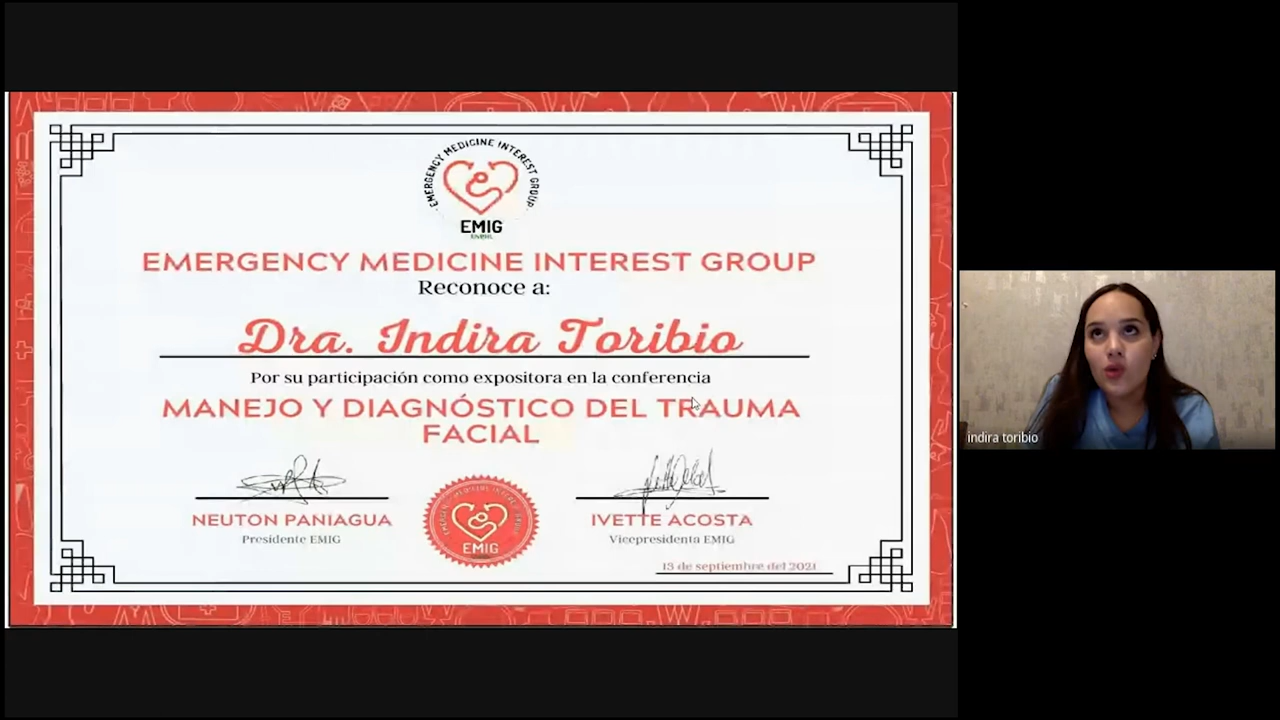 EMERGENCY MEDICINE INTEREST GROUP
EMIG
EMERGENCY MEDICINE INTEREST GROUP
Reconoce a:
Dra. Indira Toribio
Por su participación como expositora en la conferencia
MANEJO Y DIAGNÓSTICO DEL TRAUMA
FACIAL
NEUTON PANIAGUA
Presidente EMIG
EMIG
IVETTE ACOSTA
Vicepresidenta EMIG
13 de septiembre del 2021
indira toribio